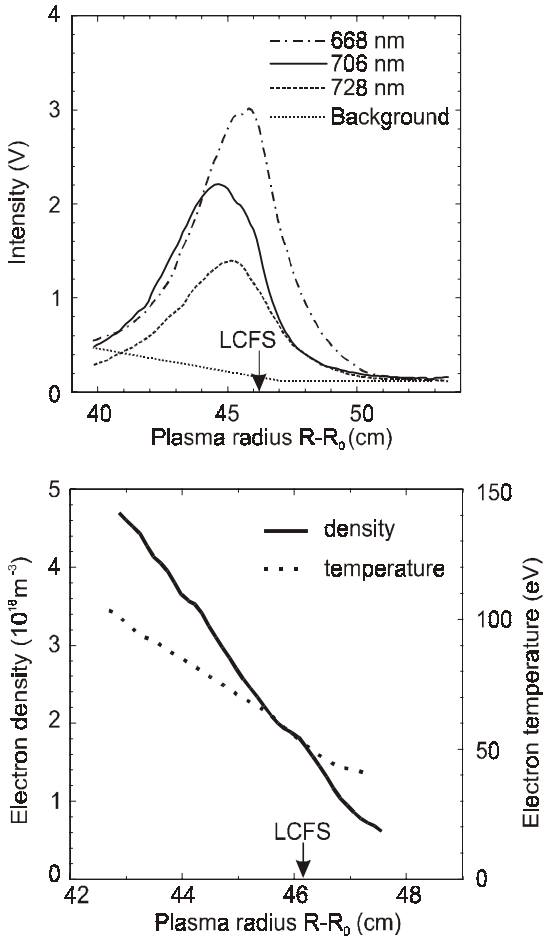 4
3
2
1
0
Intensity (V)
668 nm
706 nm
728 nm
Background
LCFS
40 45 50
Plasma radius R-R₀ (cm)
5
4
3
2
1
0
Electron density (10¹⁸m⁻³)
density
temperature
150
100
50
0
Electron temperature (eV)
LCFS
42 44 46 48
Plasma radius R-R₀ (cm)